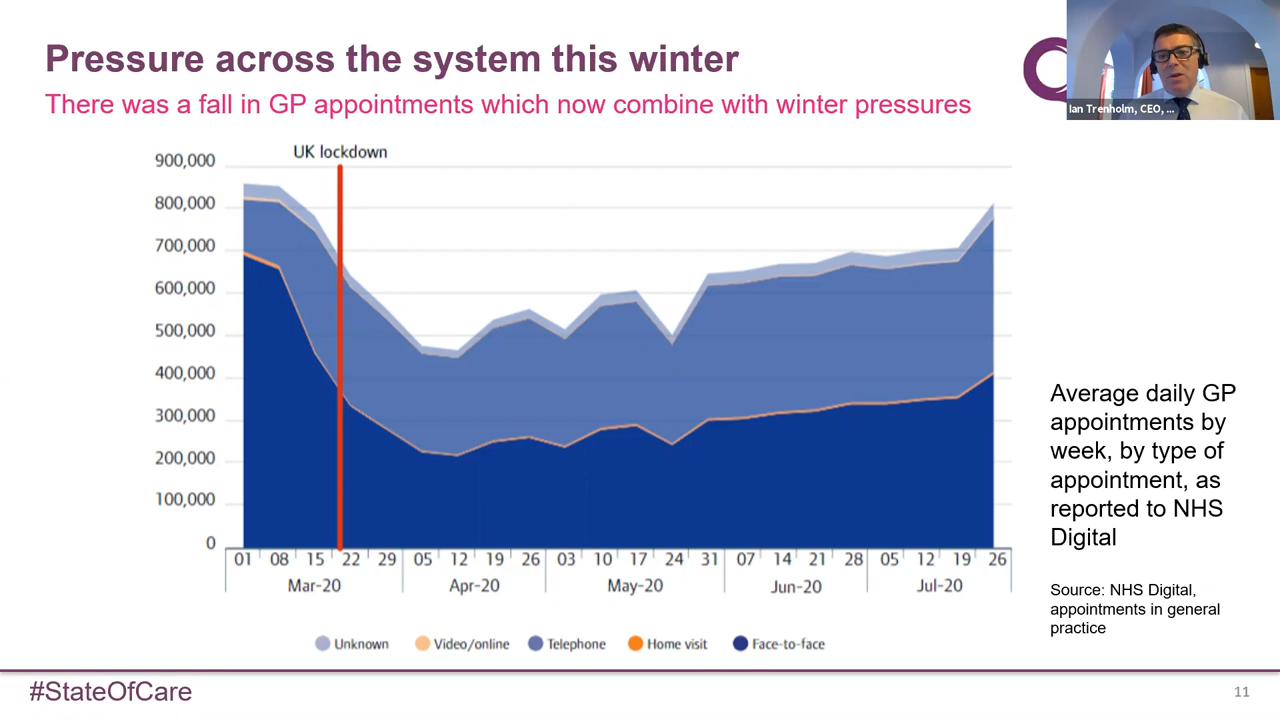 Pressure across the system this winter
There was a fall in GP appointments which now combine with winter pressures
Ian Trenholm, CEO, ...
UK lockdown
900,000
800,000
700,000
600,000
500,000
400,000
300,000
200,000
100,000
0
01 08 15 22 29 05 12 19 26 03 10 17 24 31 07 14 21 28 05 12 19 26
Mar-20 Apr-20 May-20 Jun-20 Jul-20
Unknown Video/online Telephone Home visit Face-to-face
Average daily GP
appointments by
week, by type of
appointment, as
reported to NHS
Digital
Source: NHS Digital,
appointments in general
practice
#StateOfCare
11